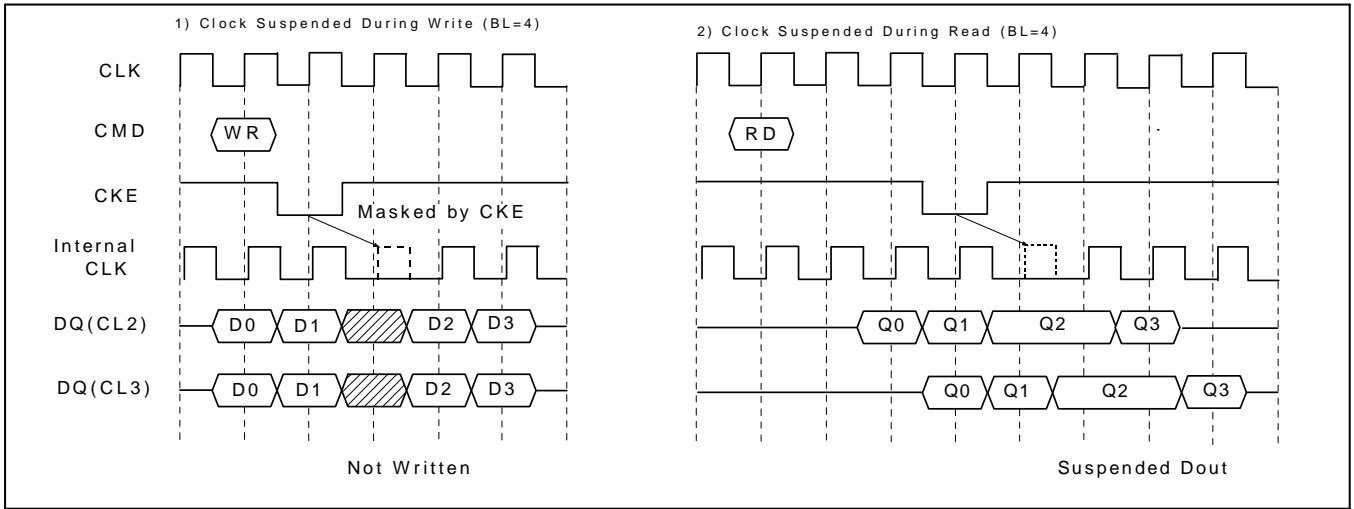 1) Clock Suspended During Write (BL=4)
CLK
CMD
WR
CKE
Masked by CKE
Internal
CLK
DQ(CL2)
D0 D1 D2 D3
DQ(CL3)
D0 D1 D2 D3
Not Written
2) Clock Suspended During Read (BL=4)
RD
Q0 Q1 Q2 Q3
Q0 Q1 Q2 Q3
Suspended Dout